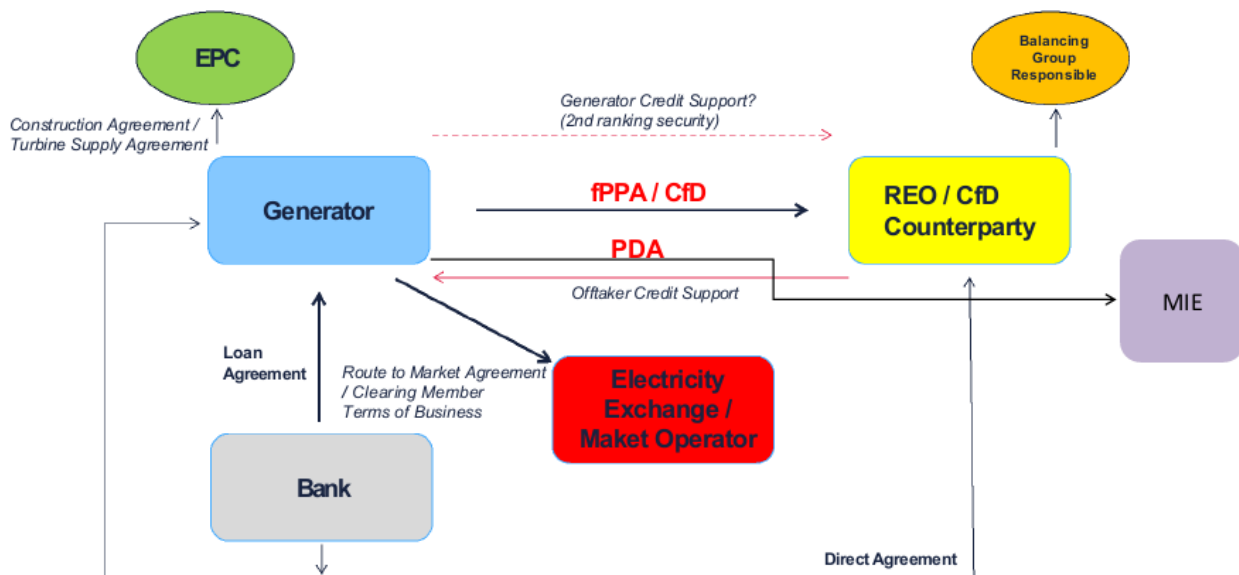 EPC
Balancing
Group
Responsible
Construction Agreement /
Turbine Supply Agreement
Generator Credit Support?
(2nd ranking security)
Generator
fPPA / CfD
REO / CfD
Counterparty
PDA
Offtaker Credit Support
MIE
Loan
Agreement
Route to Market Agreement
/ Clearing Member
Terms of Business
Electricity
Exchange /
Maket Operator
Bank
Direct Agreement